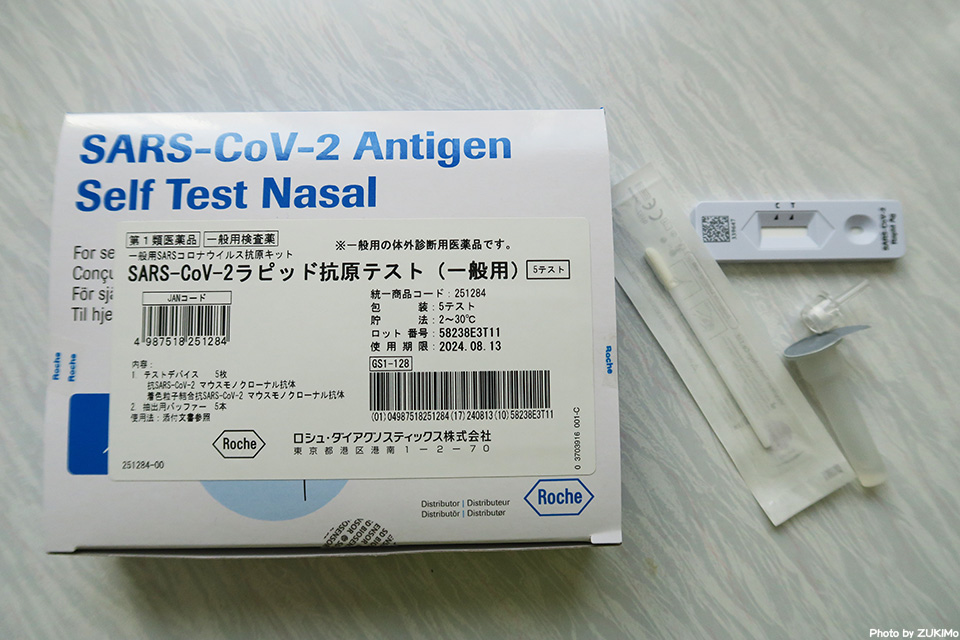 SARS-CoV-2 Antigen
Self Test Nasal
For se
Conçu
För sjä
Til hje
第1類医薬品 一般用検査薬
※一般用の体外診断用医薬品です。
一般用SARSコロナウイルス抗原キット
SARS-CoV-2ラピッド抗原テスト（一般用） 5テスト
JANコード
4 987518 251284
統一商品コード：251284
包　　装：5テスト
貯　　法：2～30℃
ロット 番号：58238E3T11
使 用 期 限：2024.08.13
GS1-128
(01)04987518251284(17)240813(10)58238E3T11
内容：
1. テストデバイス　5枚
抗SARS-CoV-2 マウスモノクローナル抗体
着色粒子結合抗SARS-CoV-2 マウスモノクローナル抗体
2. 抽出用バッファー 5本
使用法：添付文書参照
Roche
ロシュ・ダイアグノスティックス株式会社
東京都港区港南1-2-70
251284-00
0 3703916 001-C
Roche
Roche
Roche
Distributor | Distributeur
Distributör | Distributør
Roche
C T
SARS-CoV-2
Rapid Ag
CE
Photo by ZUKIMo